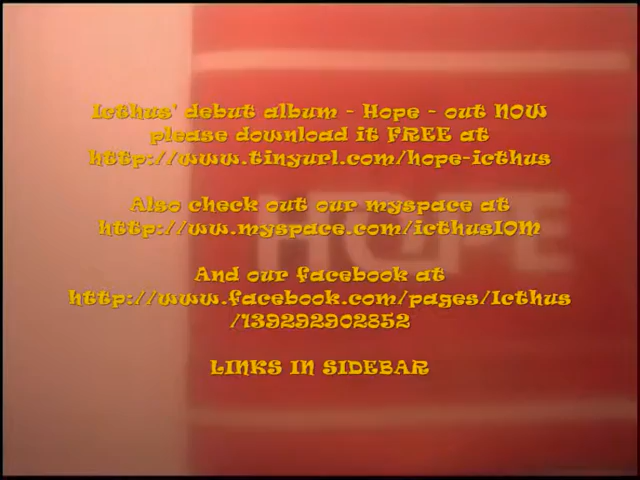 Icthus' debut album - Hope - out NOW
please download it FREE at
http://www.tinyurl.com/hope-icthus
Also check out our myspace at
http://ww.myspace.com/icthusIOM
HOPE
And our facebook at
http://www.facebook.com/pages/Icthus
/139292902852
LINKS IN SIDEBAR